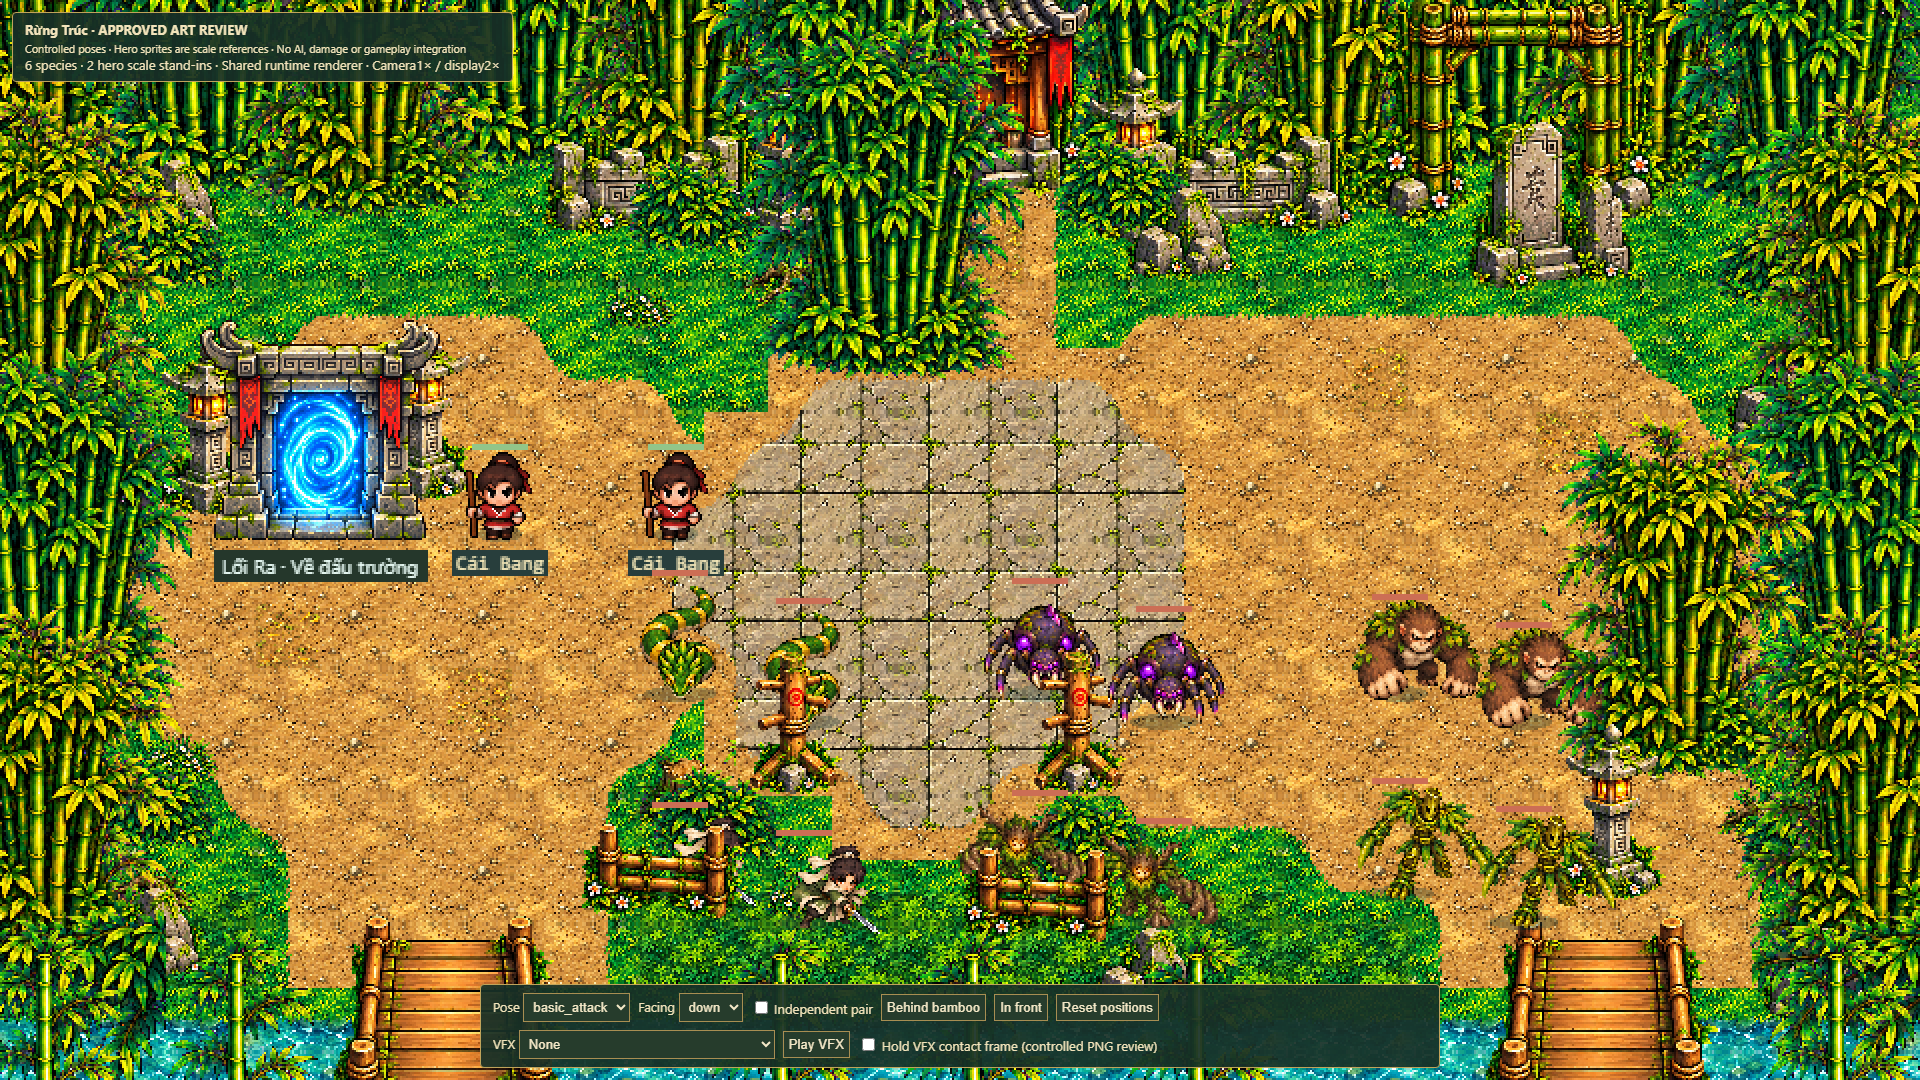 Rừng Trúc · APPROVED ART REVIEW
Controlled poses · Hero sprites are scale references · No AI, damage or gameplay integration
6 species · 2 hero scale stand-ins · Shared runtime renderer · Camera1× / display2×
Lối Ra - Về đấu trường
Cái Bang
Cái Bang
Pose basic_attack Facing down Independent pair Behind bamboo In front Reset positions
VFX None Play VFX Hold VFX contact frame (controlled PNG review)